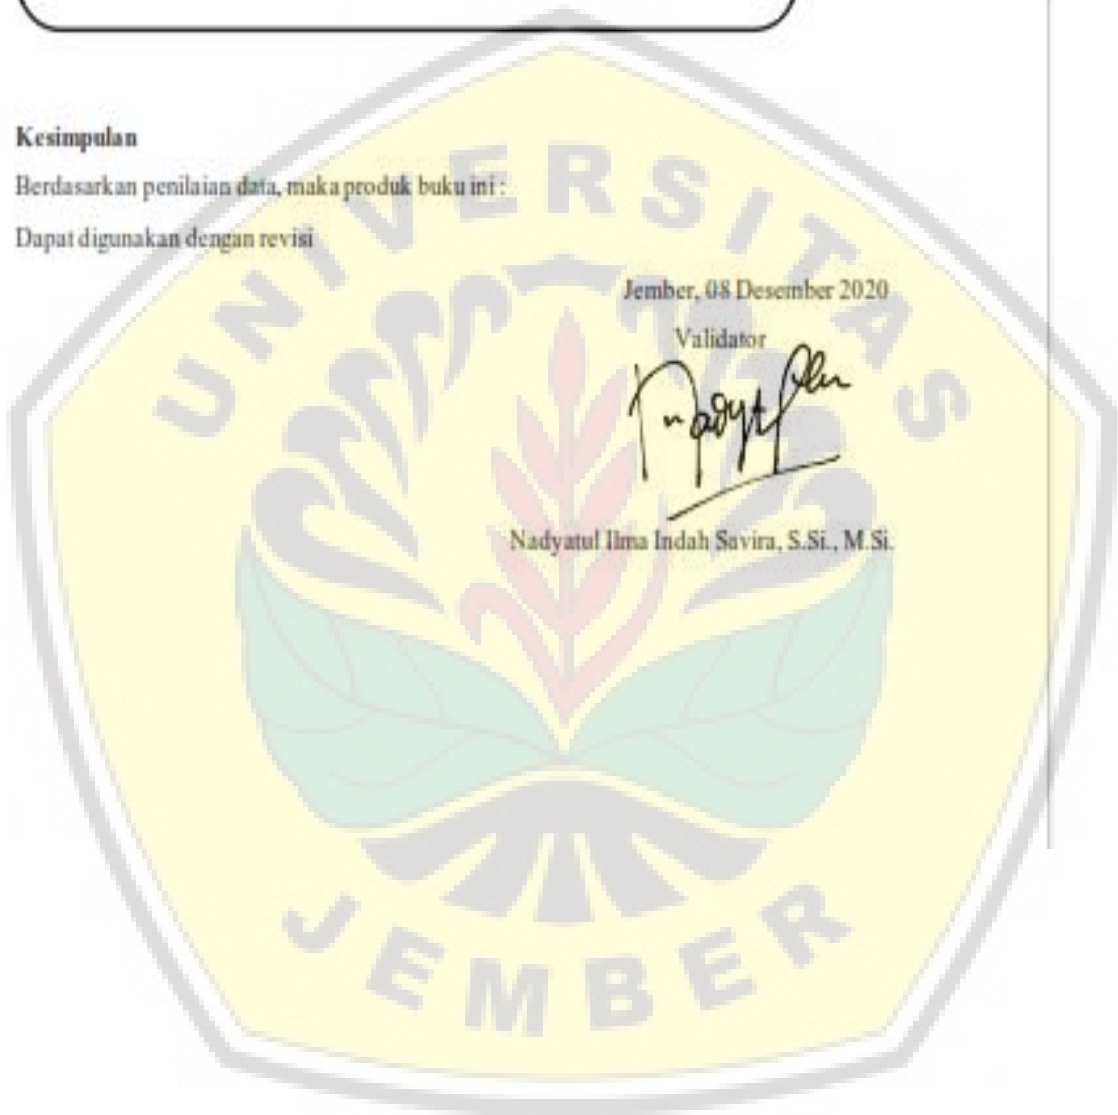 Kesimpulan
Berdasarkan penilaian data, maka produk buku ini :
Dapat digunakan dengan revisi
Jember, 08 Desember 2020
Validator
Nadyatul Ilma Indah Savira, S.Si., M.Si.
UNIVERSITAS
JEMBER